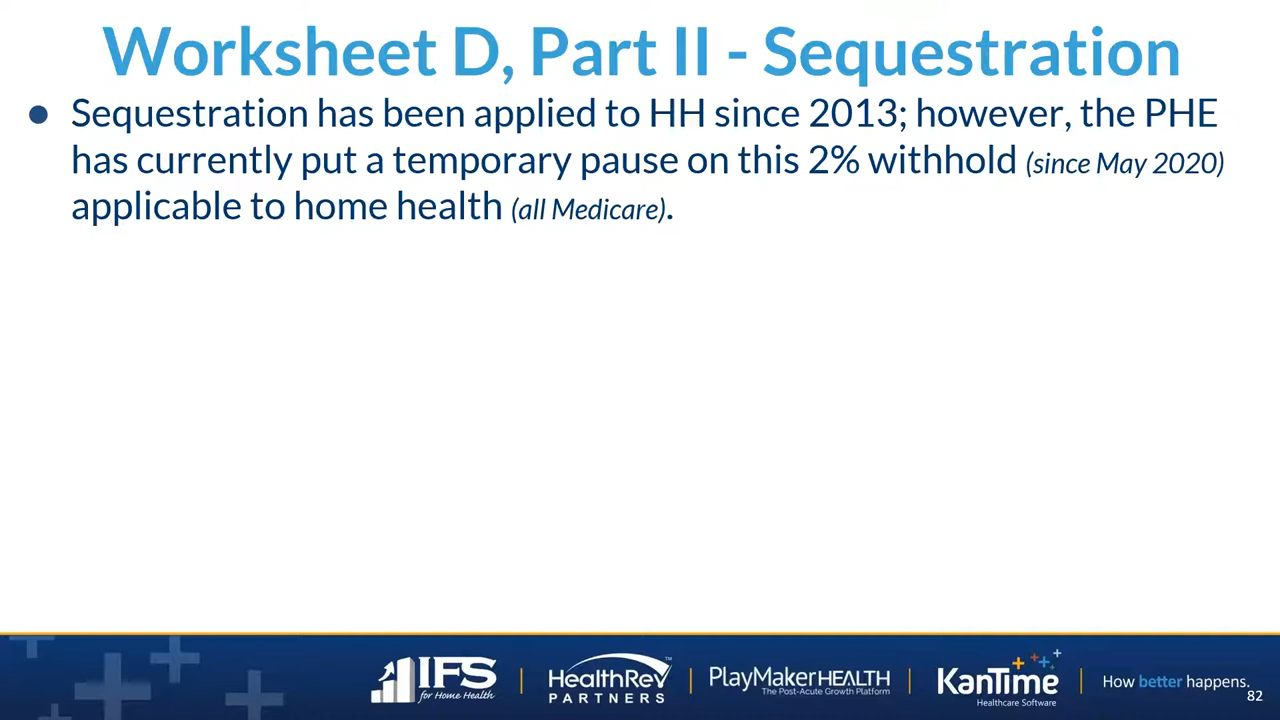 Worksheet D, Part II - Sequestration
● Sequestration has been applied to HH since 2013; however, the PHE
has currently put a temporary pause on this 2% withhold (since May 2020)
applicable to home health (all Medicare).
IFS
for Home Health
HealthRev™
PARTNERS
PlayMakerHEALTH
The Post-Acute Growth Platform
KanTime
Healthcare Software
How better happens.
82